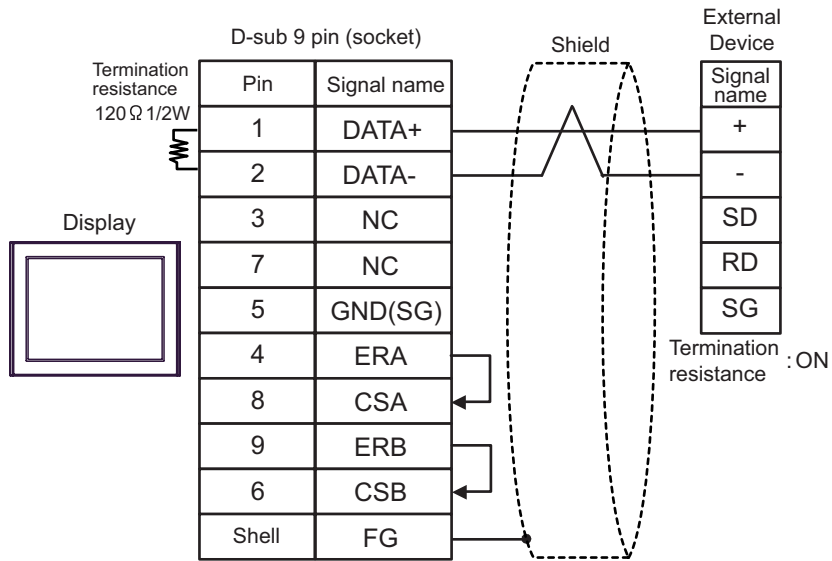 External
Device
D-sub 9 pin (socket)
Shield
Termination
resistance
120Ω1/2W
Pin Signal name
Signal
name
1 DATA+ +
2 DATA- -
3 NC SD
Display
7 NC RD
5 GND(SG) SG
4 ERA
Termination
resistance :ON
8 CSA
9 ERB
6 CSB
Shell FG